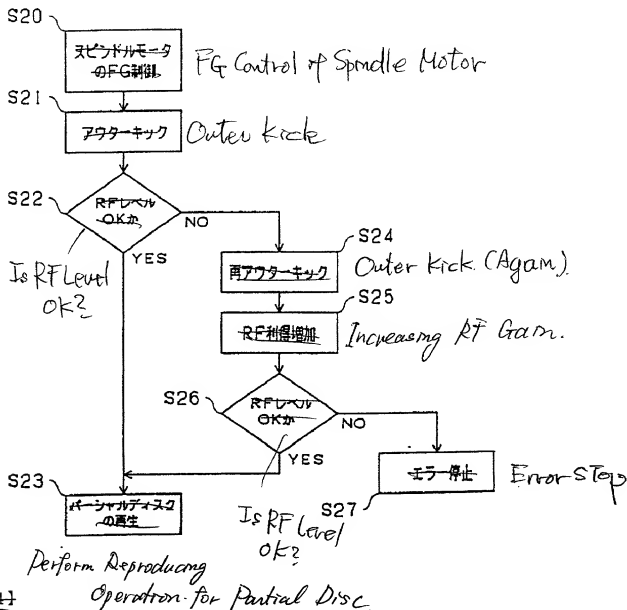 S20
スピンドルモータ
のFG制御
FG Control of Spindle Motor
S21
アウターキック
Outer Kick
S22
RFレベル
OKか
NO
YES
Is RF Level
OK?
S24
再アウターキック
Outer Kick (Again)
S25
RF利得増加
Increasing RF Gain.
S26
RFレベル
OKか
NO
YES
Is RF Level
OK?
S27
エラー停止
Error Stop
S23
パーシャルディスク
の再生
Perform Reproducing
Operation for Partial Disc